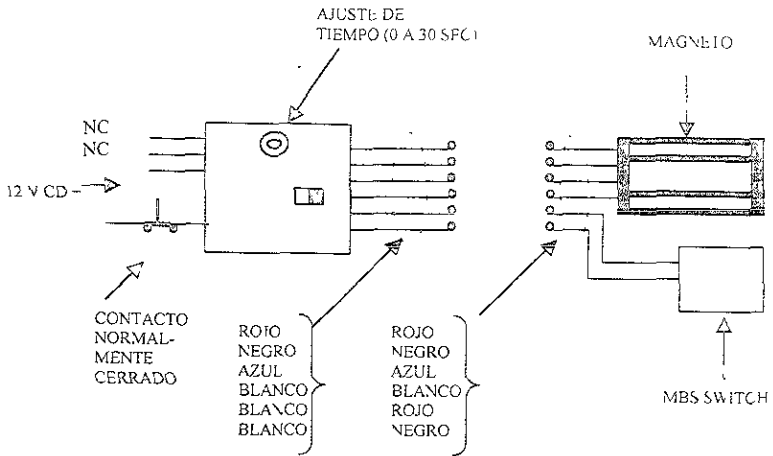 AJUSTE DE
TIEMPO (0 A 30 SEC)
MAGNETO
NC
NC
12 V CD -
CONTACTO
NORMAL-
MENTE
CERRADO
ROJO
NEGRO
AZUL
BLANCO
BLANCO
BLANCO
ROJO
NEGRO
AZUL
BLANCO
ROJO
NEGRO
MBS SWITCH